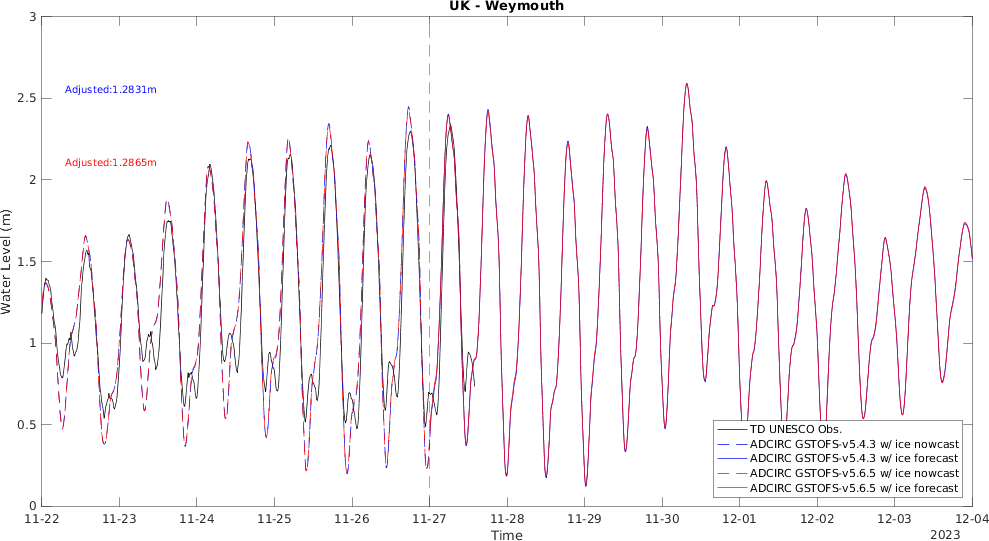 UK - Weymouth
3
2.5
2
1.5
1
0.5
0
Water Level (m)
Adjusted:1.2831m
Adjusted:1.2865m
TD UNESCO Obs.
ADCIRC GSTOFS-v5.4.3 w/ ice nowcast
ADCIRC GSTOFS-v5.4.3 w/ ice forecast
ADCIRC GSTOFS-v5.6.5 w/ ice nowcast
ADCIRC GSTOFS-v5.6.5 w/ ice forecast
11-22 11-23 11-24 11-25 11-26 11-27 11-28 11-29 11-30 12-01 12-02 12-03 12-04
Time
2023